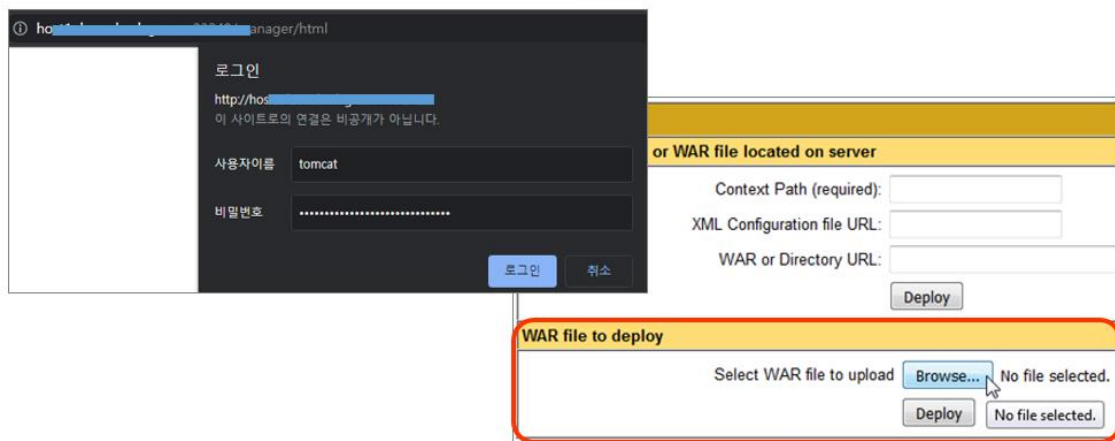 anager/html
로그인
http://hos
이 사이트로의 연결은 비공개가 아닙니다.
사용자이름 tomcat
비밀번호
로그인 취소
or WAR file located on server
Context Path (required):
XML Configuration file URL:
WAR or Directory URL:
Deploy
WAR file to deploy
Select WAR file to upload Browse... No file selected.
Deploy No file selected.